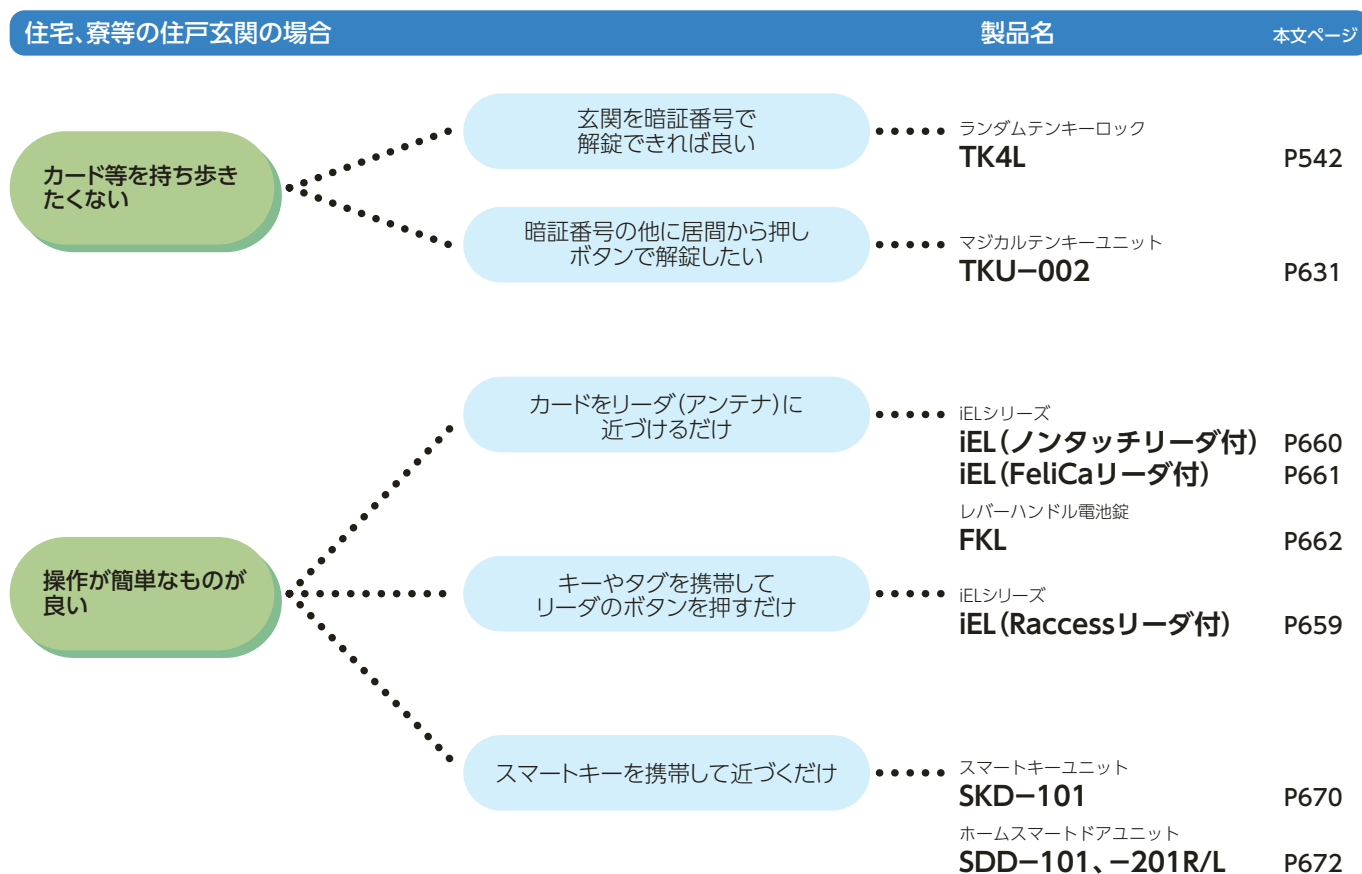 住宅、寮等の住戸玄関の場合 製品名 本文ページ
カード等を持ち歩き
たくない
玄関を暗証番号で
解錠できれば良い
ランダムテンキーロック
TK4L P542
暗証番号の他に居間から押し
ボタンで解錠したい
マジカルテンキーユニット
TKU−002 P631
操作が簡単なものが
良い
カードをリーダ(アンテナ)に
近づけるだけ
iELシリーズ
iEL(ノンタッチリーダ付) P660
iEL(FeliCaリーダ付) P661
レバーハンドル電池錠
FKL P662
キーやタグを携帯して
リーダのボタンを押すだけ
iELシリーズ
iEL(Raccessリーダ付) P659
スマートキーを携帯して近づくだけ
スマートキーユニット
SKD−101 P670
ホームスマートドアユニット
SDD−101、−201R/L P672